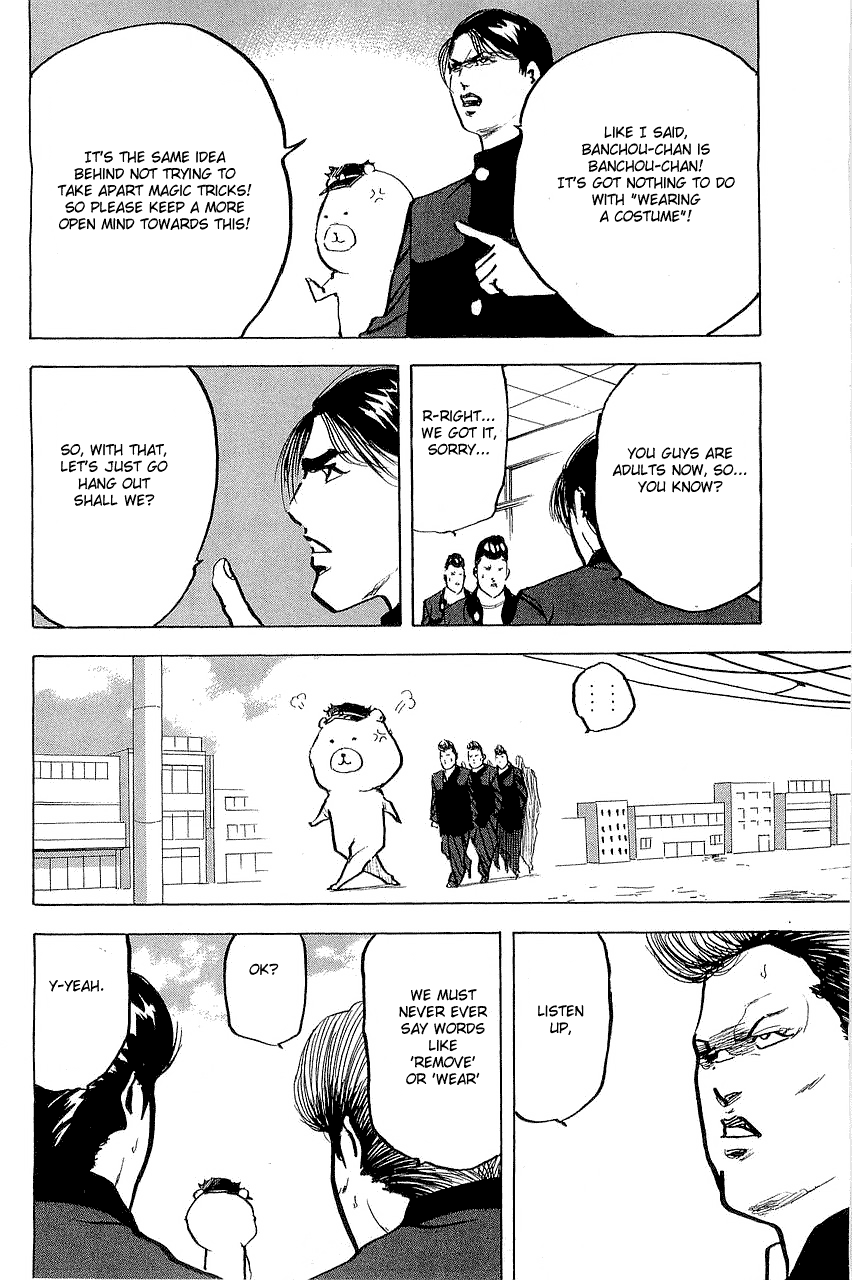 LIKE I SAID,
BANCHOU-CHAN IS
BANCHOU-CHAN!
IT'S GOT NOTHING TO DO
WITH "WEARING
A COSTUME"!
IT'S THE SAME IDEA
BEHIND NOT TRYING TO
TAKE APART MAGIC TRICKS!
SO PLEASE KEEP A MORE
OPEN MIND TOWARDS THIS!
YOU GUYS ARE
ADULTS NOW, SO...
YOU KNOW?
R-RIGHT...
WE GOT IT,
SORRY...
SO, WITH THAT,
LET'S JUST GO
HANG OUT
SHALL WE?
......
LISTEN
UP,
WE MUST
NEVER EVER
SAY WORDS
LIKE
'REMOVE'
OR 'WEAR'
OK?
Y-YEAH.